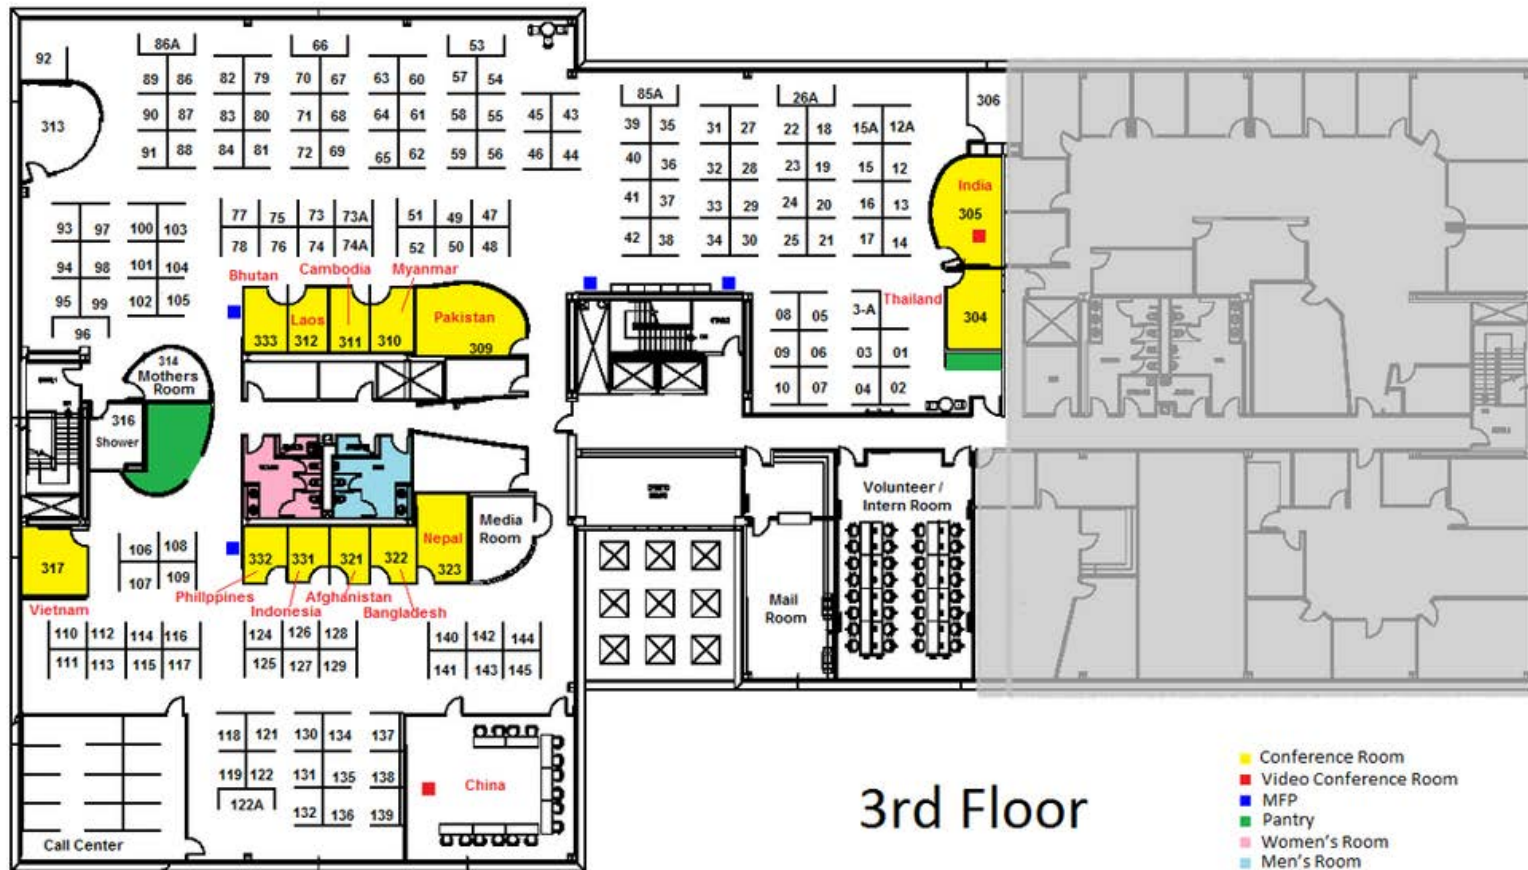 86A
66
53
92
89 86
82 79
70 67
63 60
57 54
90 87
83 80
71 68
64 61
58 55
45 43
91 88
84 81
72 69
65 62
59 56
46 44
313
85A
26A
306
39 35
31 27
22 18
15A 12A
40 36
32 28
23 19
15 12
41 37
33 29
24 20
16 13
42 38
34 30
25 21
17 14
India
305
93 97
100 103
94 98
101 104
95 99
102 105
96
77 75 73 73A
78 76 74 74A
51 49 47
52 50 48
Bhutan
Cambodia
Myanmar
Laos
Pakistan
333
312
311
310
309
Thailand
304
08 05
3-A
09 06
03 01
10 07
04 02
314
Mothers
Room
316
Shower
317
Vietnam
106 108
107 109
332
331
321
322
Nepal
323
Media
Room
Philppines
Indonesia
Afghanistan
Bangladesh
Volunteer /
Intern Room
Mail
Room
110 112 114 116
111 113 115 117
124 126 128
125 127 129
140 142 144
141 143 145
118 121
130 134
137
119 122
131 135
138
122A
132 136
139
China
Call Center
3rd Floor
Conference Room
Video Conference Room
MFP
Pantry
Women's Room
Men's Room